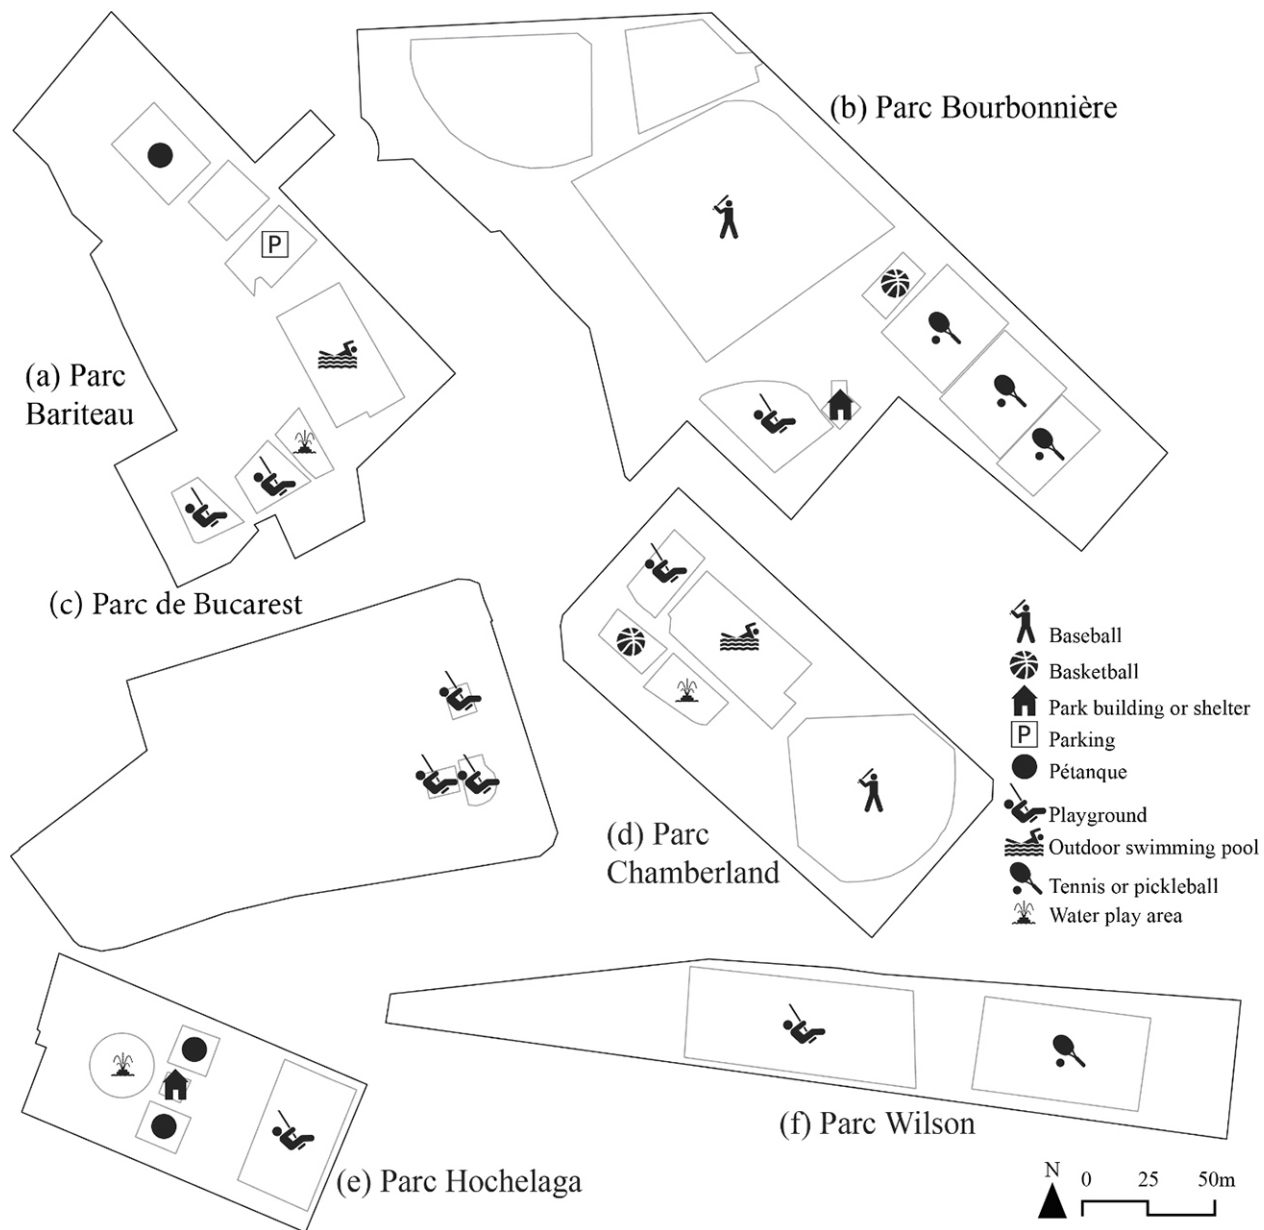 (b) Parc Bourbonnière
P
(a) Parc
Bariteau
(c) Parc de Bucarest
Baseball
Basketball
Park building or shelter
P Parking
Pétanque
Playground
Outdoor swimming pool
Tennis or pickleball
Water play area
(d) Parc
Chamberland
(f) Parc Wilson
(e) Parc Hochelaga
N 0 25 50m